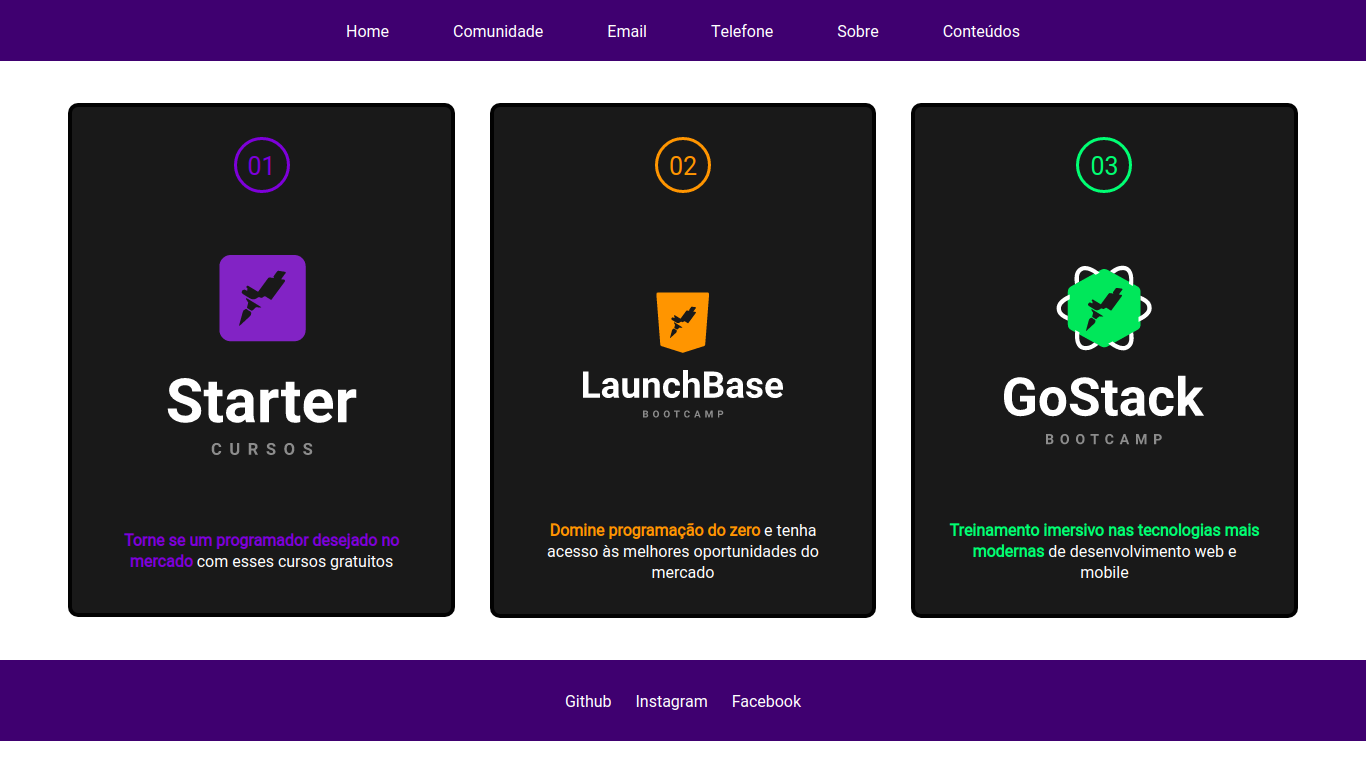 Home Comunidade Email Telefone Sobre Conteúdos
01
Starter
CURSOS
Torne se um programador desejado no
mercado com esses cursos gratuitos
02
LaunchBase
BOOTCAMP
Domine programação do zero e tenha
acesso às melhores oportunidades do
mercado
03
GoStack
BOOTCAMP
Treinamento imersivo nas tecnologias mais
modernas de desenvolvimento web e
mobile
Github Instagram Facebook